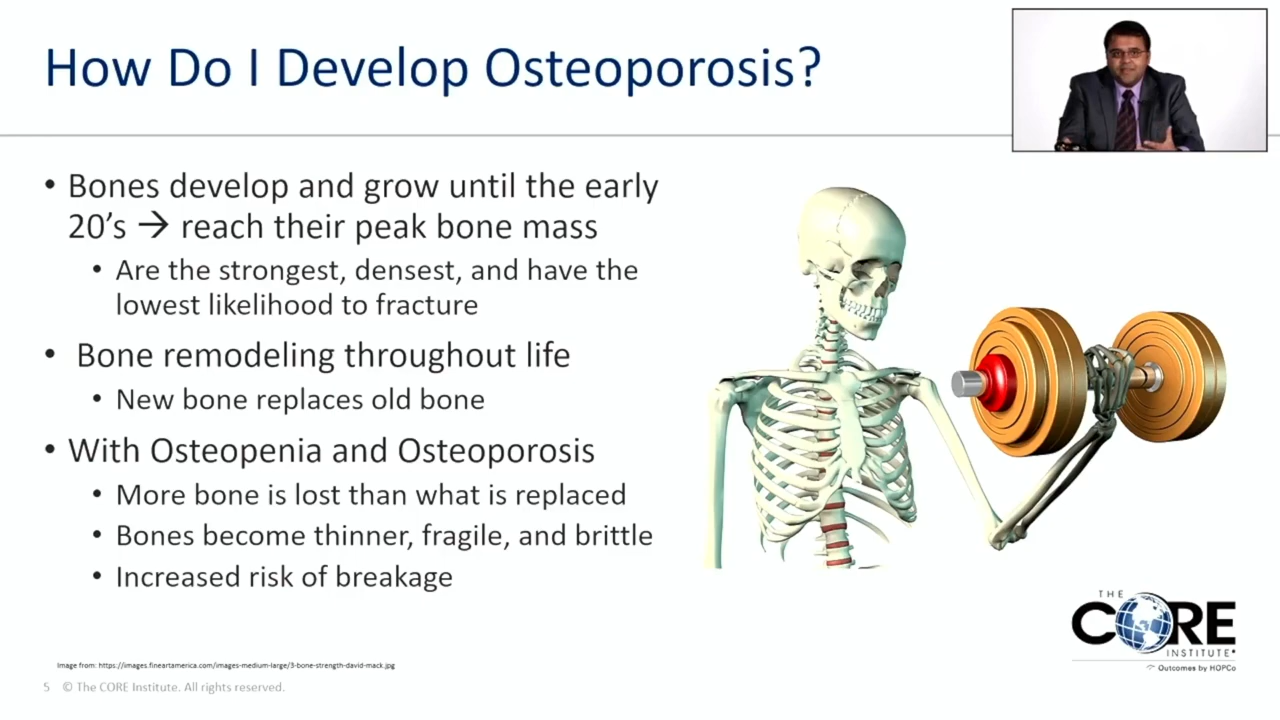 How Do I Develop Osteoporosis?
• Bones develop and grow until the early
20’s → reach their peak bone mass
• Are the strongest, densest, and have the
lowest likelihood to fracture
• Bone remodeling throughout life
• New bone replaces old bone
• With Osteopenia and Osteoporosis
• More bone is lost than what is replaced
• Bones become thinner, fragile, and brittle
• Increased risk of breakage
THE
CORE
INSTITUTE
Outcomes by HOPCo
Image from: https://images.fineartamerica.com/images-medium-large/3-bone-strength-david-mack.jpg
5 © The CORE Institute. All rights reserved.